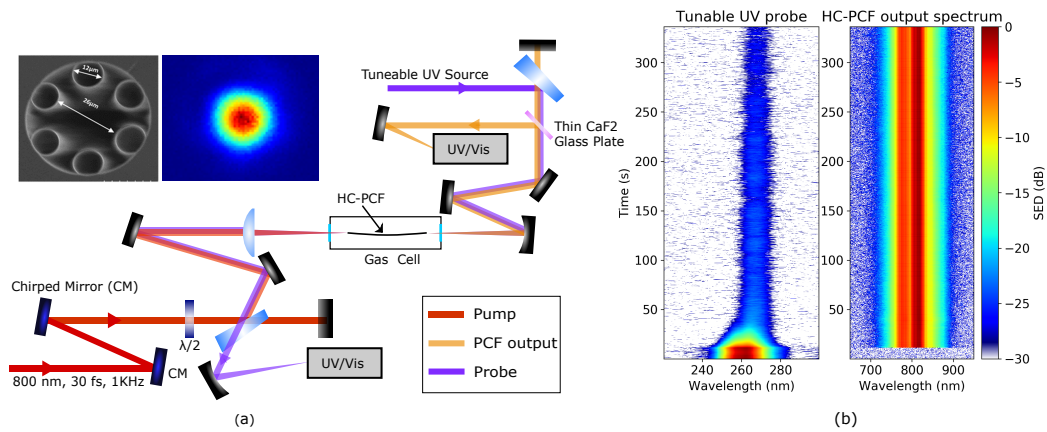 12μm
26μm
Tuneable UV Source
Thin CaF2
Glass Plate
UV/Vis
HC-PCF
Gas Cell
Chirped Mirror (CM)
λ/2
CM
800 nm, 30 fs, 1KHz
UV/Vis
Pump
PCF output
Probe
(a)
Tunable UV probe
HC-PCF output spectrum
Time (s)
300
250
200
150
100
50
240
260
280
Wavelength (nm)
700
800
900
Wavelength (nm)
0
−5
−10
−15
−20
−25
−30
SED (dB)
(b)